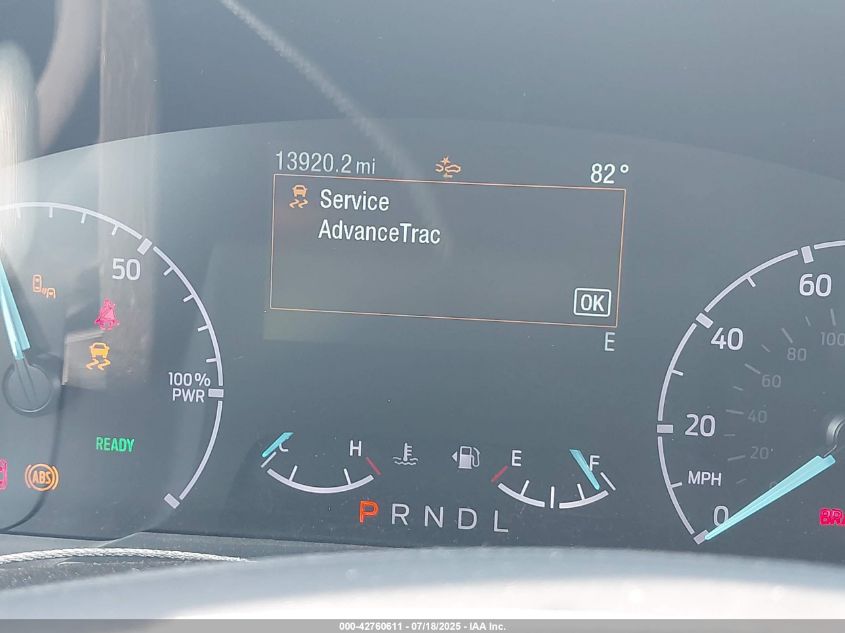 13920.2 mi
82°
Service
AdvanceTrac
OK
E
50
100%
PWR
READY
ABS
C
H
E
F
P R N D L
60
40
20
0
MPH
100
80
60
40
20
000-42760611 - 07/18/2025 - IAA Inc.